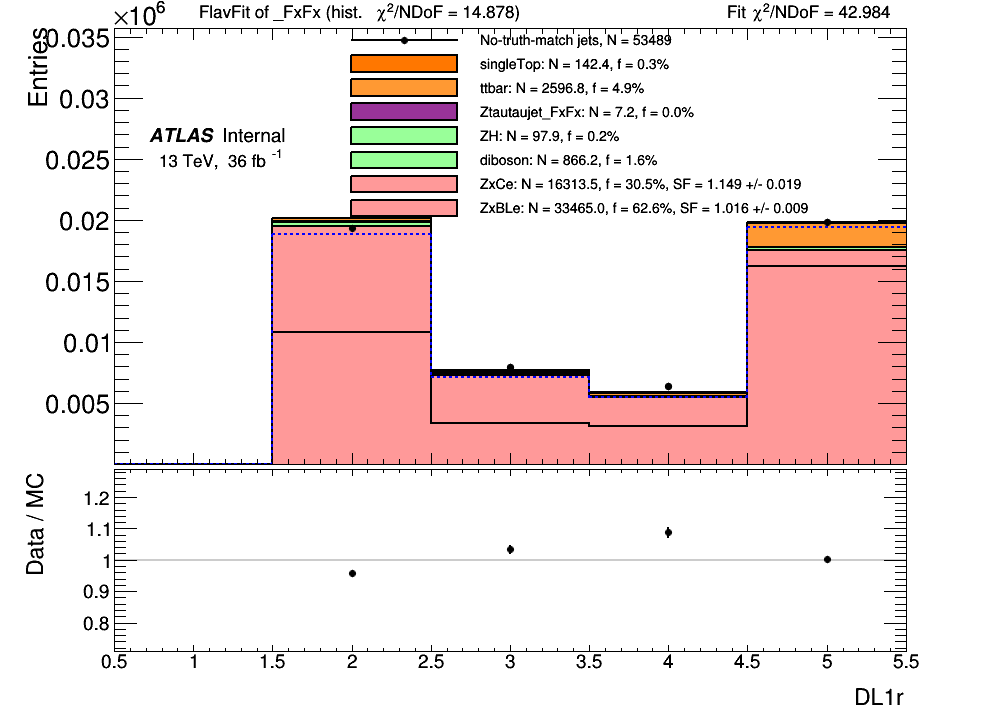 ×10⁶ FlavFit of _FxFx (hist. χ²/NDoF = 14.878) Fit χ²/NDoF = 42.984
Entries
0.035
0.03
0.025
0.02
0.015
0.01
0.005
ATLAS Internal
13 TeV, 36 fb⁻¹
No-truth-match jets, N = 53489
singleTop: N = 142.4, f = 0.3%
ttbar: N = 2596.8, f = 4.9%
Ztautaujet_FxFx: N = 7.2, f = 0.0%
ZH: N = 97.9, f = 0.2%
diboson: N = 866.2, f = 1.6%
ZxCe: N = 16313.5, f = 30.5%, SF = 1.149 +/- 0.019
ZxBLe: N = 33465.0, f = 62.6%, SF = 1.016 +/- 0.009
Data / MC
1.2
1.1
1
0.9
0.8
0.5 1 1.5 2 2.5 3 3.5 4 4.5 5 5.5
DL1r